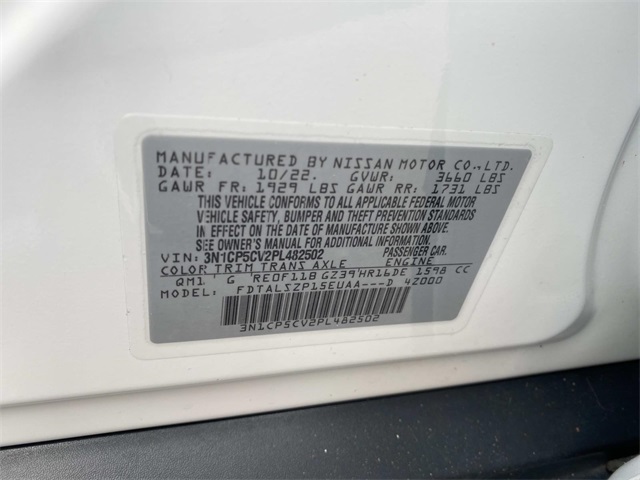 MANUFACTURED BY NISSAN MOTOR CO.,LTD.
DATE: 10/22. GVWR: 3660 LBS
GAWR FR: 1929 LBS GAWR RR: 1731 LBS
THIS VEHICLE CONFORMS TO ALL APPLICABLE FEDERAL MOTOR
VEHICLE SAFETY, BUMPER AND THEFT PREVENTION STANDARDS
IN EFFECT ON THE DATE OF MANUFACTURE SHOWN ABOVE.
SEE OWNER'S MANUAL FOR ADDITIONAL INFORMATION.
VIN: 3N1CP5CV2PL482502 PASSENGER CAR
COLOR TRIM TRANS AXLE ENGINE
QM1 G RE0F11B GZ39 HR16DE 1598 CC
MODEL: FDTALSZP15EUAA---D 4Z000
3N1CP5CV2PL482502